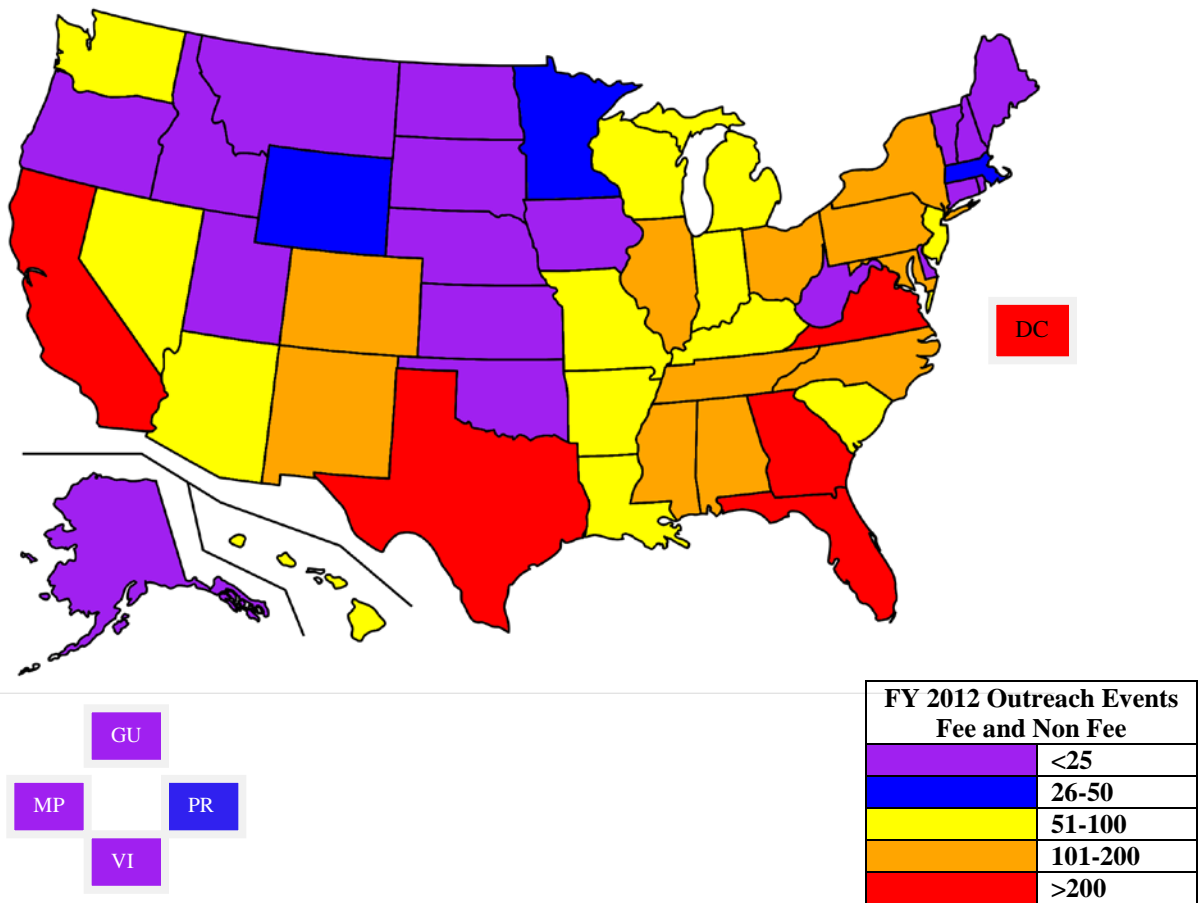 DC
FY 2012 Outreach Events
Fee and Non Fee
<25
26-50
51-100
101-200
>200
GU
MP
PR
VI